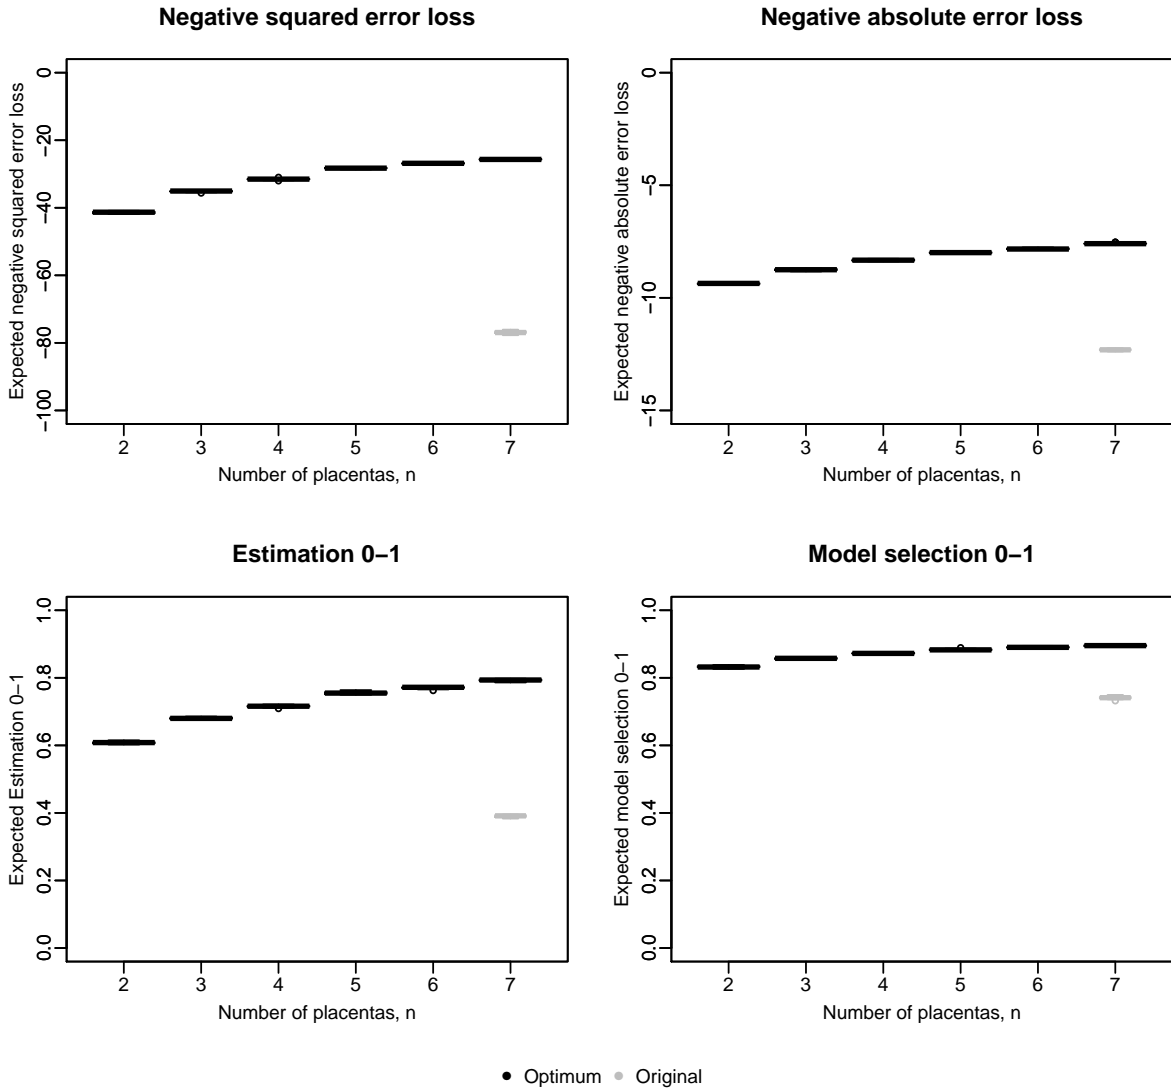 Negative squared error loss
Expected negative squared error loss
0
−20
−40
−60
−80
−100
2 3 4 5 6 7
Number of placentas, n
Negative absolute error loss
Expected negative absolute error loss
0
−5
−10
−15
2 3 4 5 6 7
Number of placentas, n
Estimation 0−1
Expected Estimation 0−1
1.0
0.8
0.6
0.4
0.2
0.0
2 3 4 5 6 7
Number of placentas, n
Model selection 0−1
Expected model selection 0−1
1.0
0.8
0.6
0.4
0.2
0.0
2 3 4 5 6 7
Number of placentas, n
Optimum Original